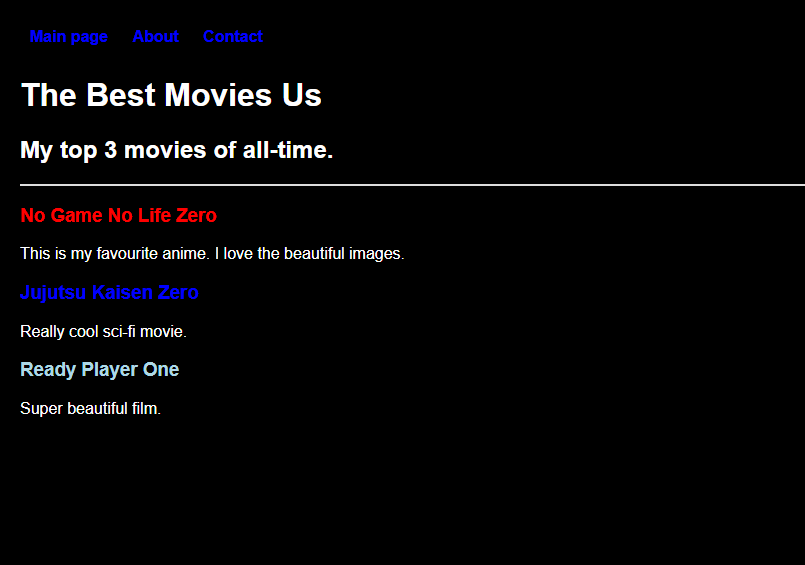 Main page About Contact
The Best Movies Us
My top 3 movies of all-time.
No Game No Life Zero
This is my favourite anime. I love the beautiful images.
Jujutsu Kaisen Zero
Really cool sci-fi movie.
Ready Player One
Super beautiful film.